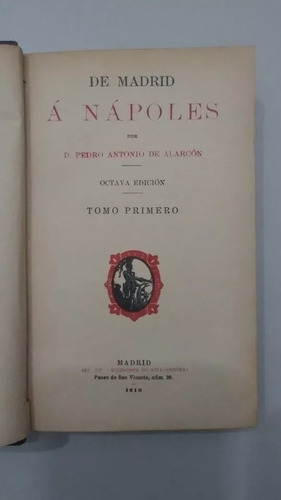 DE MADRID
Á NÁPOLES
POR
D. PEDRO ANTONIO DE ALARCÓN
OCTAVA EDICIÓN
TOMO PRIMERO
MADRID
Paseo de San Vicente, núm. 20.